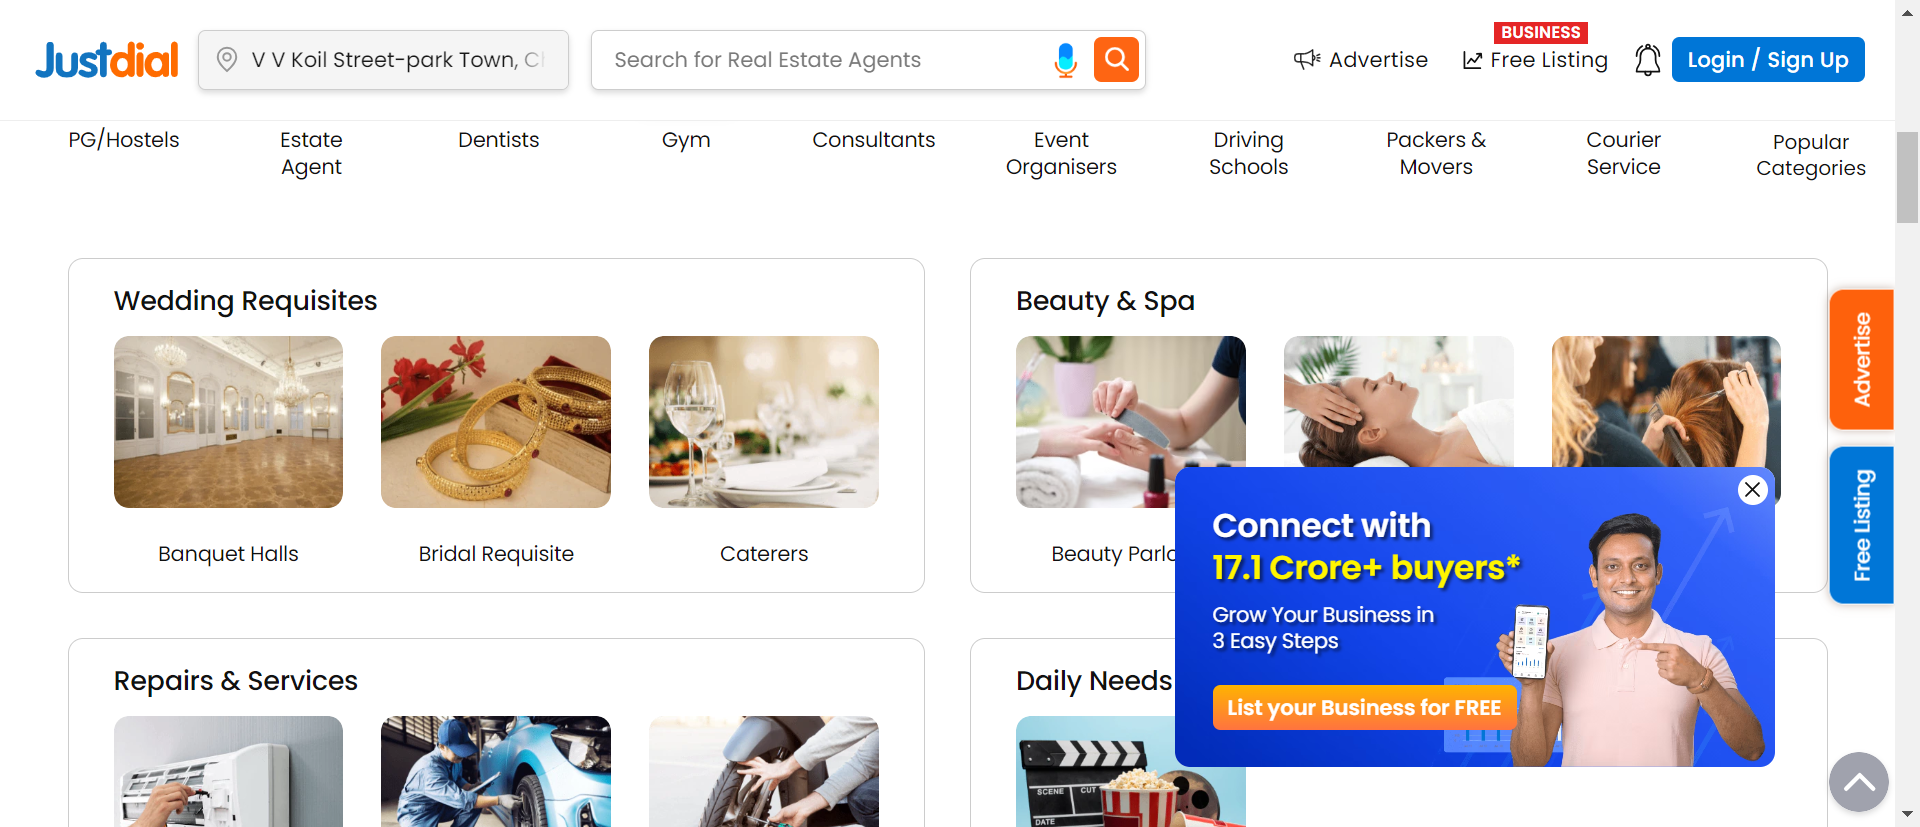 Justdial
V V Koil Street-park Town,
Search for Real Estate Agents
Advertise
BUSINESS
Free Listing
Login / Sign Up
PG/Hostels
Estate
Agent
Dentists
Gym
Consultants
Event
Organisers
Driving
Schools
Packers &
Movers
Courier
Service
Popular
Categories
Wedding Requisites
Banquet Halls
Bridal Requisite
Caterers
Beauty & Spa
Beauty
Advertise
Free Listing
Connect with
17.1 Crore+ buyers*
Grow Your Business in
3 Easy Steps
List your Business for FREE
Repairs & Services
Daily Needs
SCENE CUT
DATE